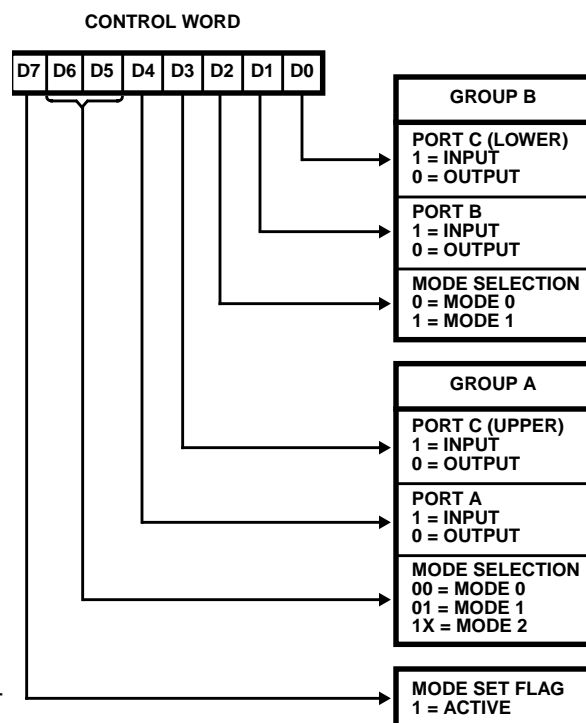 CONTROL WORD
D7 D6 D5 D4 D3 D2 D1 D0
GROUP B
PORT C (LOWER)
1 = INPUT
0 = OUTPUT
PORT B
1 = INPUT
0 = OUTPUT
MODE SELECTION
0 = MODE 0
1 = MODE 1
GROUP A
PORT C (UPPER)
1 = INPUT
0 = OUTPUT
PORT A
1 = INPUT
0 = OUTPUT
MODE SELECTION
00 = MODE 0
01 = MODE 1
1X = MODE 2
MODE SET FLAG
1 = ACTIVE